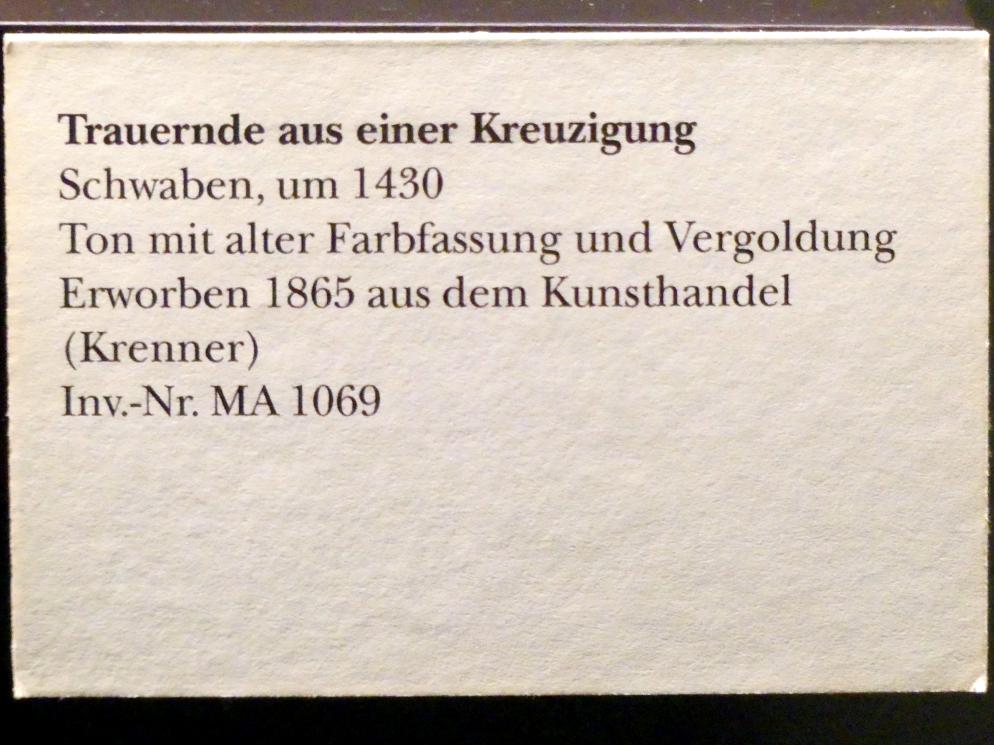 Trauernde aus einer Kreuzigung
Schwaben, um 1430
Ton mit alter Farbfassung und Vergoldung
Erworben 1865 aus dem Kunsthandel
(Krenner)
Inv.-Nr. MA 1069